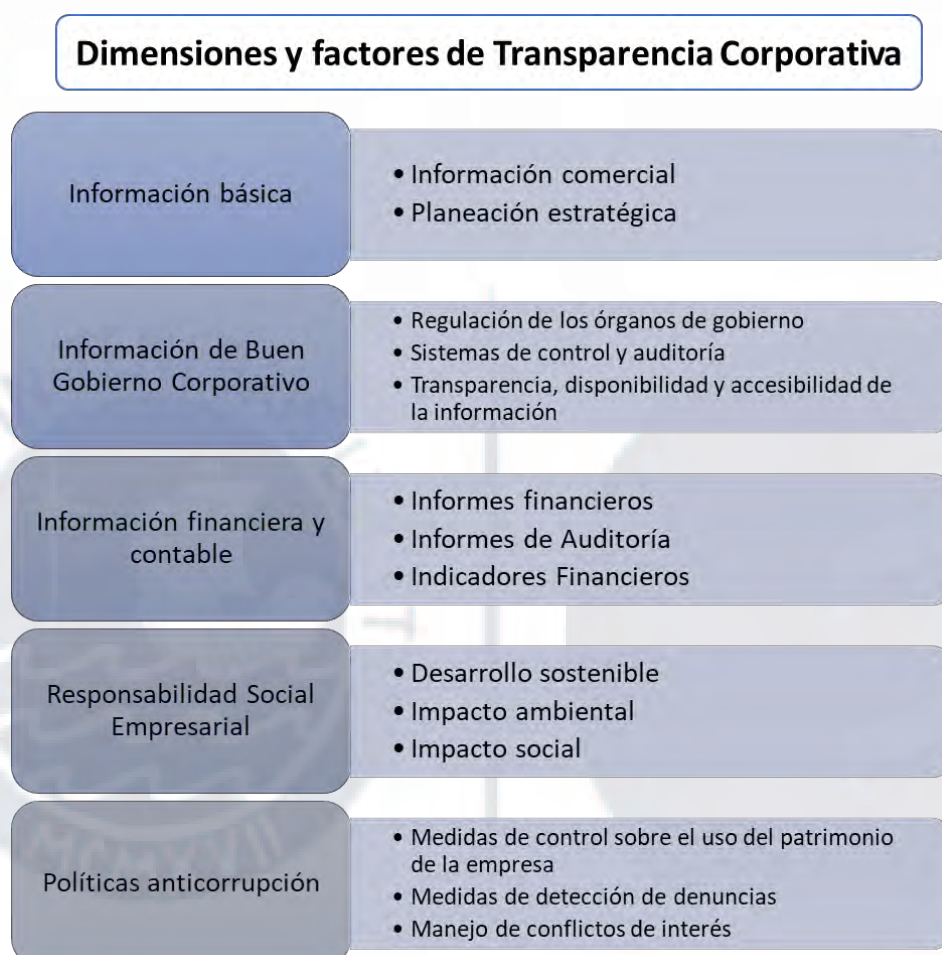 Dimensiones y factores de Transparencia Corporativa
Información básica
• Información comercial
• Planeación estratégica
Información de Buen
Gobierno Corporativo
• Regulación de los órganos de gobierno
• Sistemas de control y auditoría
• Transparencia, disponibilidad y accesibilidad de
la información
Información financiera y
contable
• Informes financieros
• Informes de Auditoría
• Indicadores Financieros
Responsabilidad Social
Empresarial
• Desarrollo sostenible
• Impacto ambiental
• Impacto social
Políticas anticorrupción
• Medidas de control sobre el uso del patrimonio
de la empresa
• Medidas de detección de denuncias
• Manejo de conflictos de interés
MCMXVII